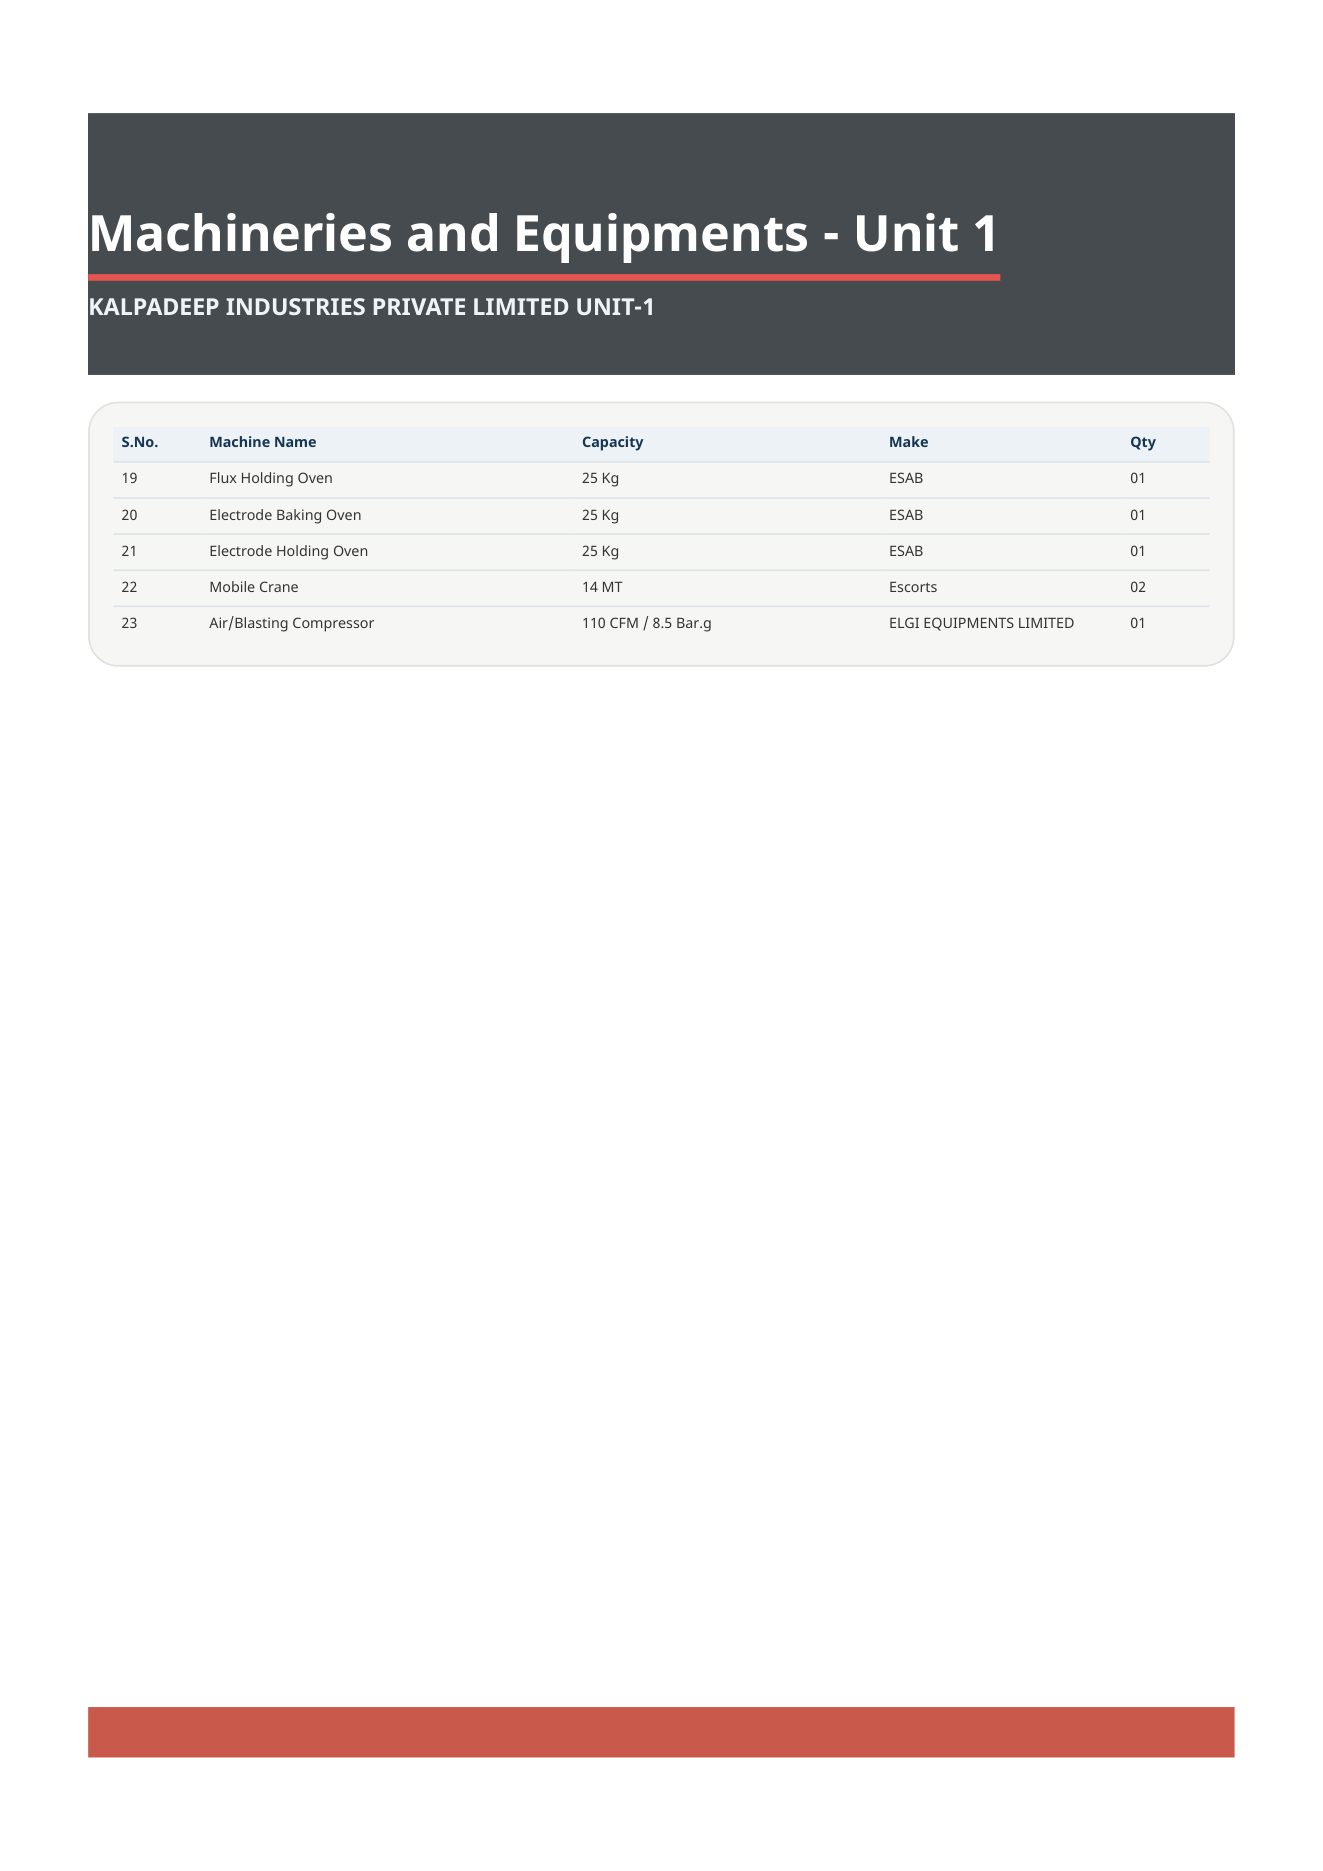 Machineries and Equipments - Unit 1
KALPADEEP INDUSTRIES PRIVATE LIMITED UNIT-1
S.No. Machine Name Capacity Make Qty
19 Flux Holding Oven 25 Kg ESAB 01
20 Electrode Baking Oven 25 Kg ESAB 01
21 Electrode Holding Oven 25 Kg ESAB 01
22 Mobile Crane 14 MT Escorts 02
23 Air/Blasting Compressor 110 CFM / 8.5 Bar.g ELGI EQUIPMENTS LIMITED 01